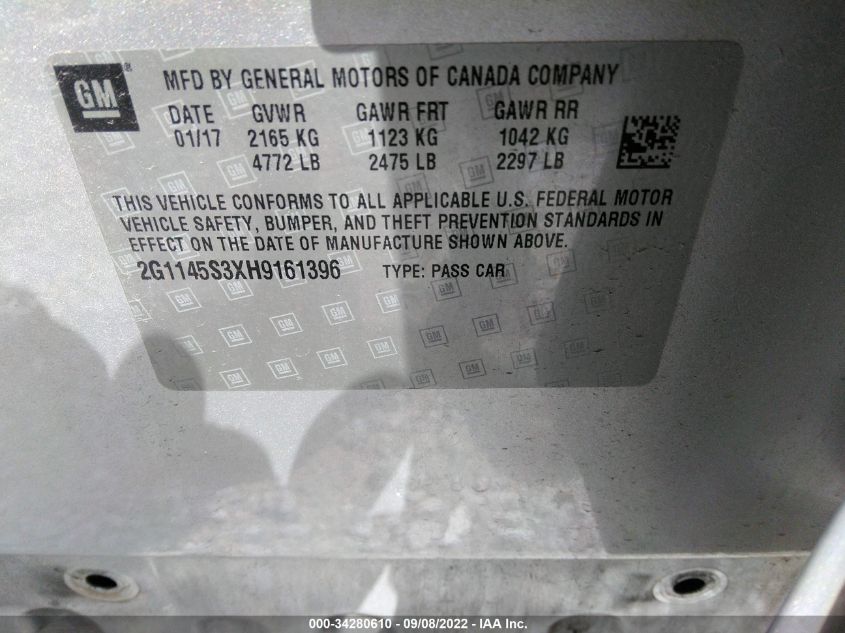 GM ® MFD BY GENERAL MOTORS OF CANADA COMPANY
DATE GVWR GAWR FRT GAWR RR
01/17 2165 KG 1123 KG 1042 KG
4772 LB 2475 LB 2297 LB
THIS VEHICLE CONFORMS TO ALL APPLICABLE U.S. FEDERAL MOTOR
VEHICLE SAFETY, BUMPER, AND THEFT PREVENTION STANDARDS IN
EFFECT ON THE DATE OF MANUFACTURE SHOWN ABOVE.
2G1145S3XH9161396 TYPE: PASS CAR
000-34280610 - 09/08/2022 - IAA Inc.